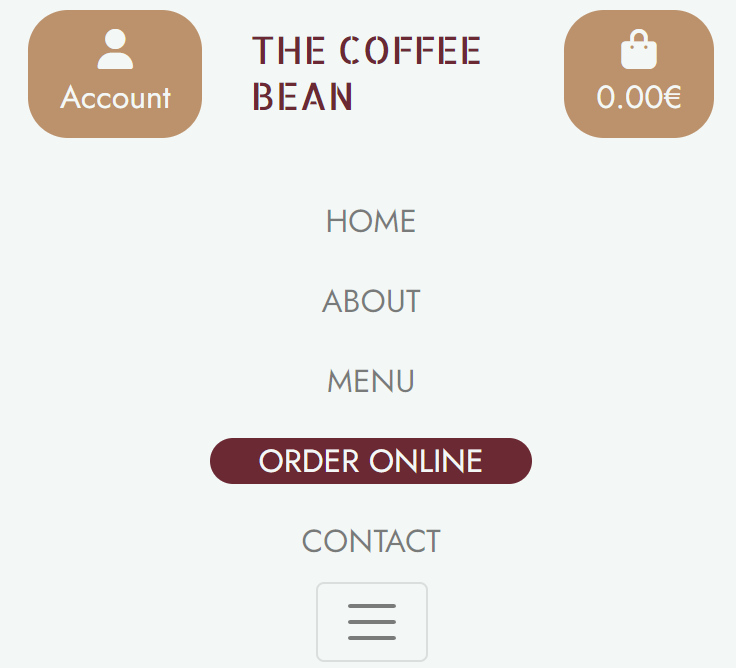 THE COFFEE
BEAN
Account
0.00€
HOME
ABOUT
MENU
ORDER ONLINE
CONTACT